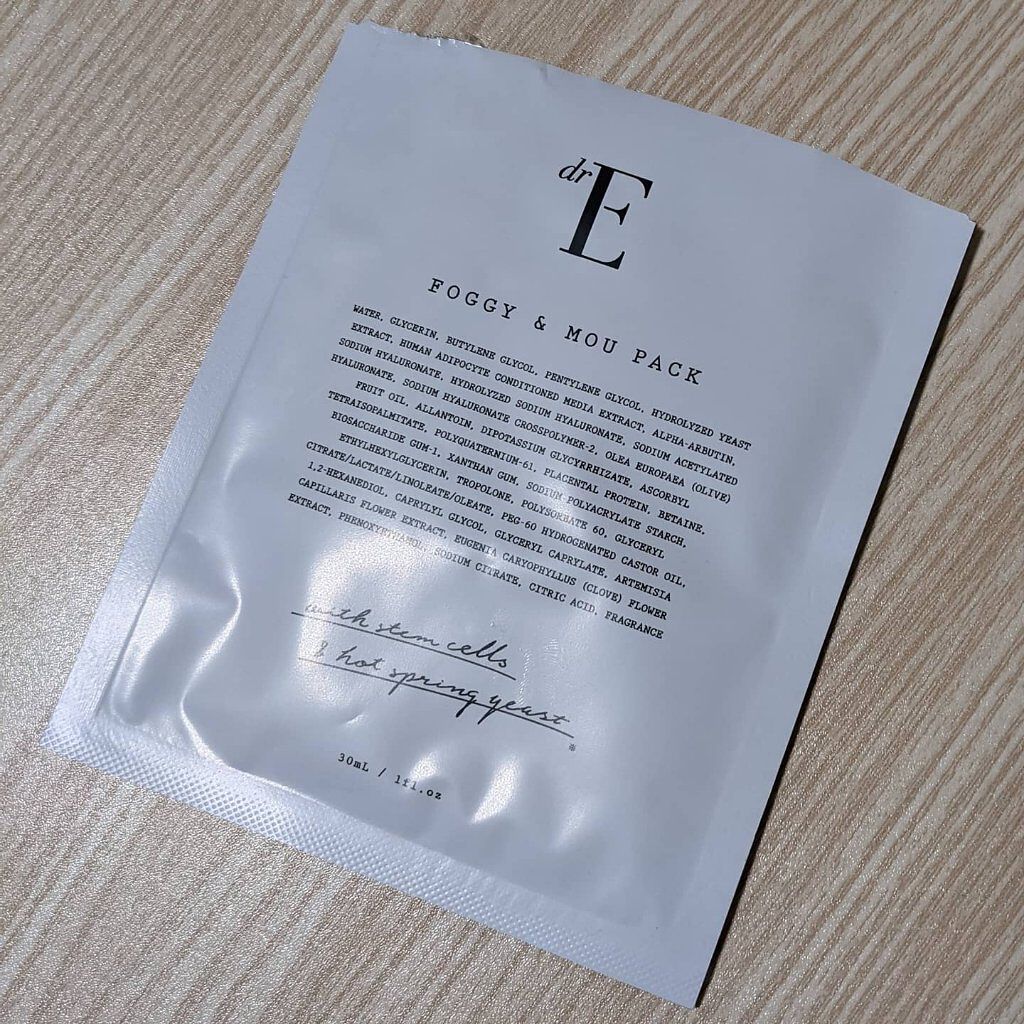 dr E
FOGGY & MOU PACK
WATER, GLYCERIN, BUTYLENE GLYCOL, PENTYLENE GLYCOL, HYDROLYZED YEAST
EXTRACT, HUMAN ADIPOCYTE CONDITIONED MEDIA EXTRACT, ALPHA-ARBUTIN,
SODIUM HYALURONATE, HYDROLYZED SODIUM HYALURONATE, SODIUM ACETYLATED
HYALURONATE, SODIUM HYALURONATE CROSSPOLYMER-2, OLEA EUROPAEA (OLIVE)
FRUIT OIL, ALLANTOIN, DIPOTASSIUM GLYCYRRHIZATE, ASCORBYL
TETRAISOPALMITATE, POLYQUATERNIUM-61, PLACENTAL PROTEIN, BETAINE,
BIOSACCHARIDE GUM-1, XANTHAN GUM, SODIUM POLYACRYLATE STARCH,
ETHYLHEXYLGLYCERIN, TROPOLONE, POLYSORBATE 60, GLYCERYL
CITRATE/LACTATE/LINOLEATE/OLEATE, PEG-60 HYDROGENATED CASTOR OIL,
1,2-HEXANEDIOL, CAPRYLYL GLYCOL, GLYCERYL CAPRYLATE, ARTEMISIA
CAPILLARIS FLOWER EXTRACT, EUGENIA CARYOPHYLLUS (CLOVE) FLOWER
EXTRACT, PHENOXYETHANOL, SODIUM CITRATE, CITRIC ACID, FRAGRANCE
with stem cells
& hot spring yeast
*
30mL / 1fl.oz